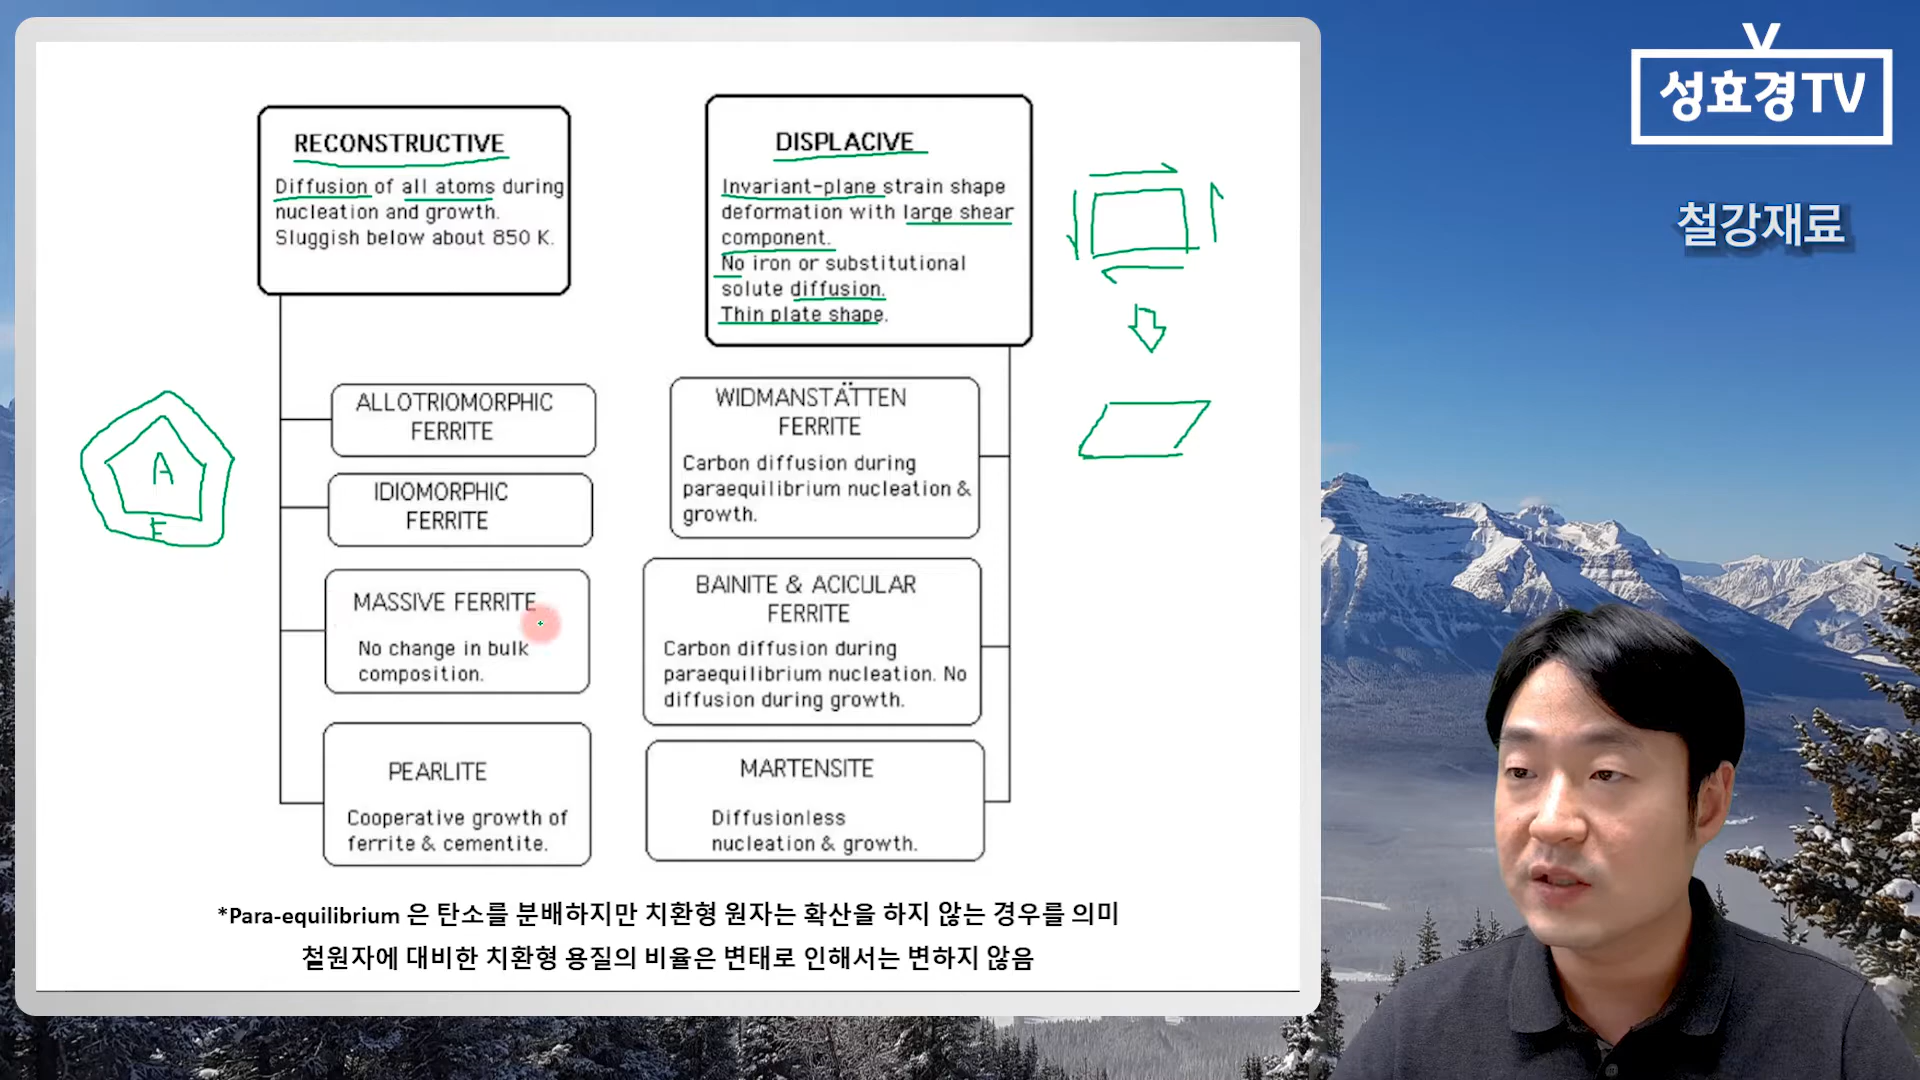 RECONSTRUCTIVE
Diffusion of all atoms during
nucleation and growth.
Sluggish below about 850 K.
DISPLACIVE
Invariant-plane strain shape
deformation with large shear
component.
No iron or substitutional
solute diffusion.
Thin plate shape.
ALLOTRIOMORPHIC
FERRITE
IDIOMORPHIC
FERRITE
MASSIVE FERRITE
No change in bulk
composition.
PEARLITE
Cooperative growth of
ferrite & cementite.
WIDMANSTÄTTEN
FERRITE
Carbon diffusion during
paraequilibrium nucleation &
growth.
BAINITE & ACICULAR
FERRITE
Carbon diffusion during
paraequilibrium nucleation. No
diffusion during growth.
MARTENSITE
Diffusionless
nucleation & growth.
A
F
*Para-equilibrium 은 탄소를 분배하지만 치환형 원자는 확산을 하지 않는 경우를 의미
철원자에 대비한 치환형 용질의 비율은 변태로 인해서는 변하지 않음
성효경TV
철강재료